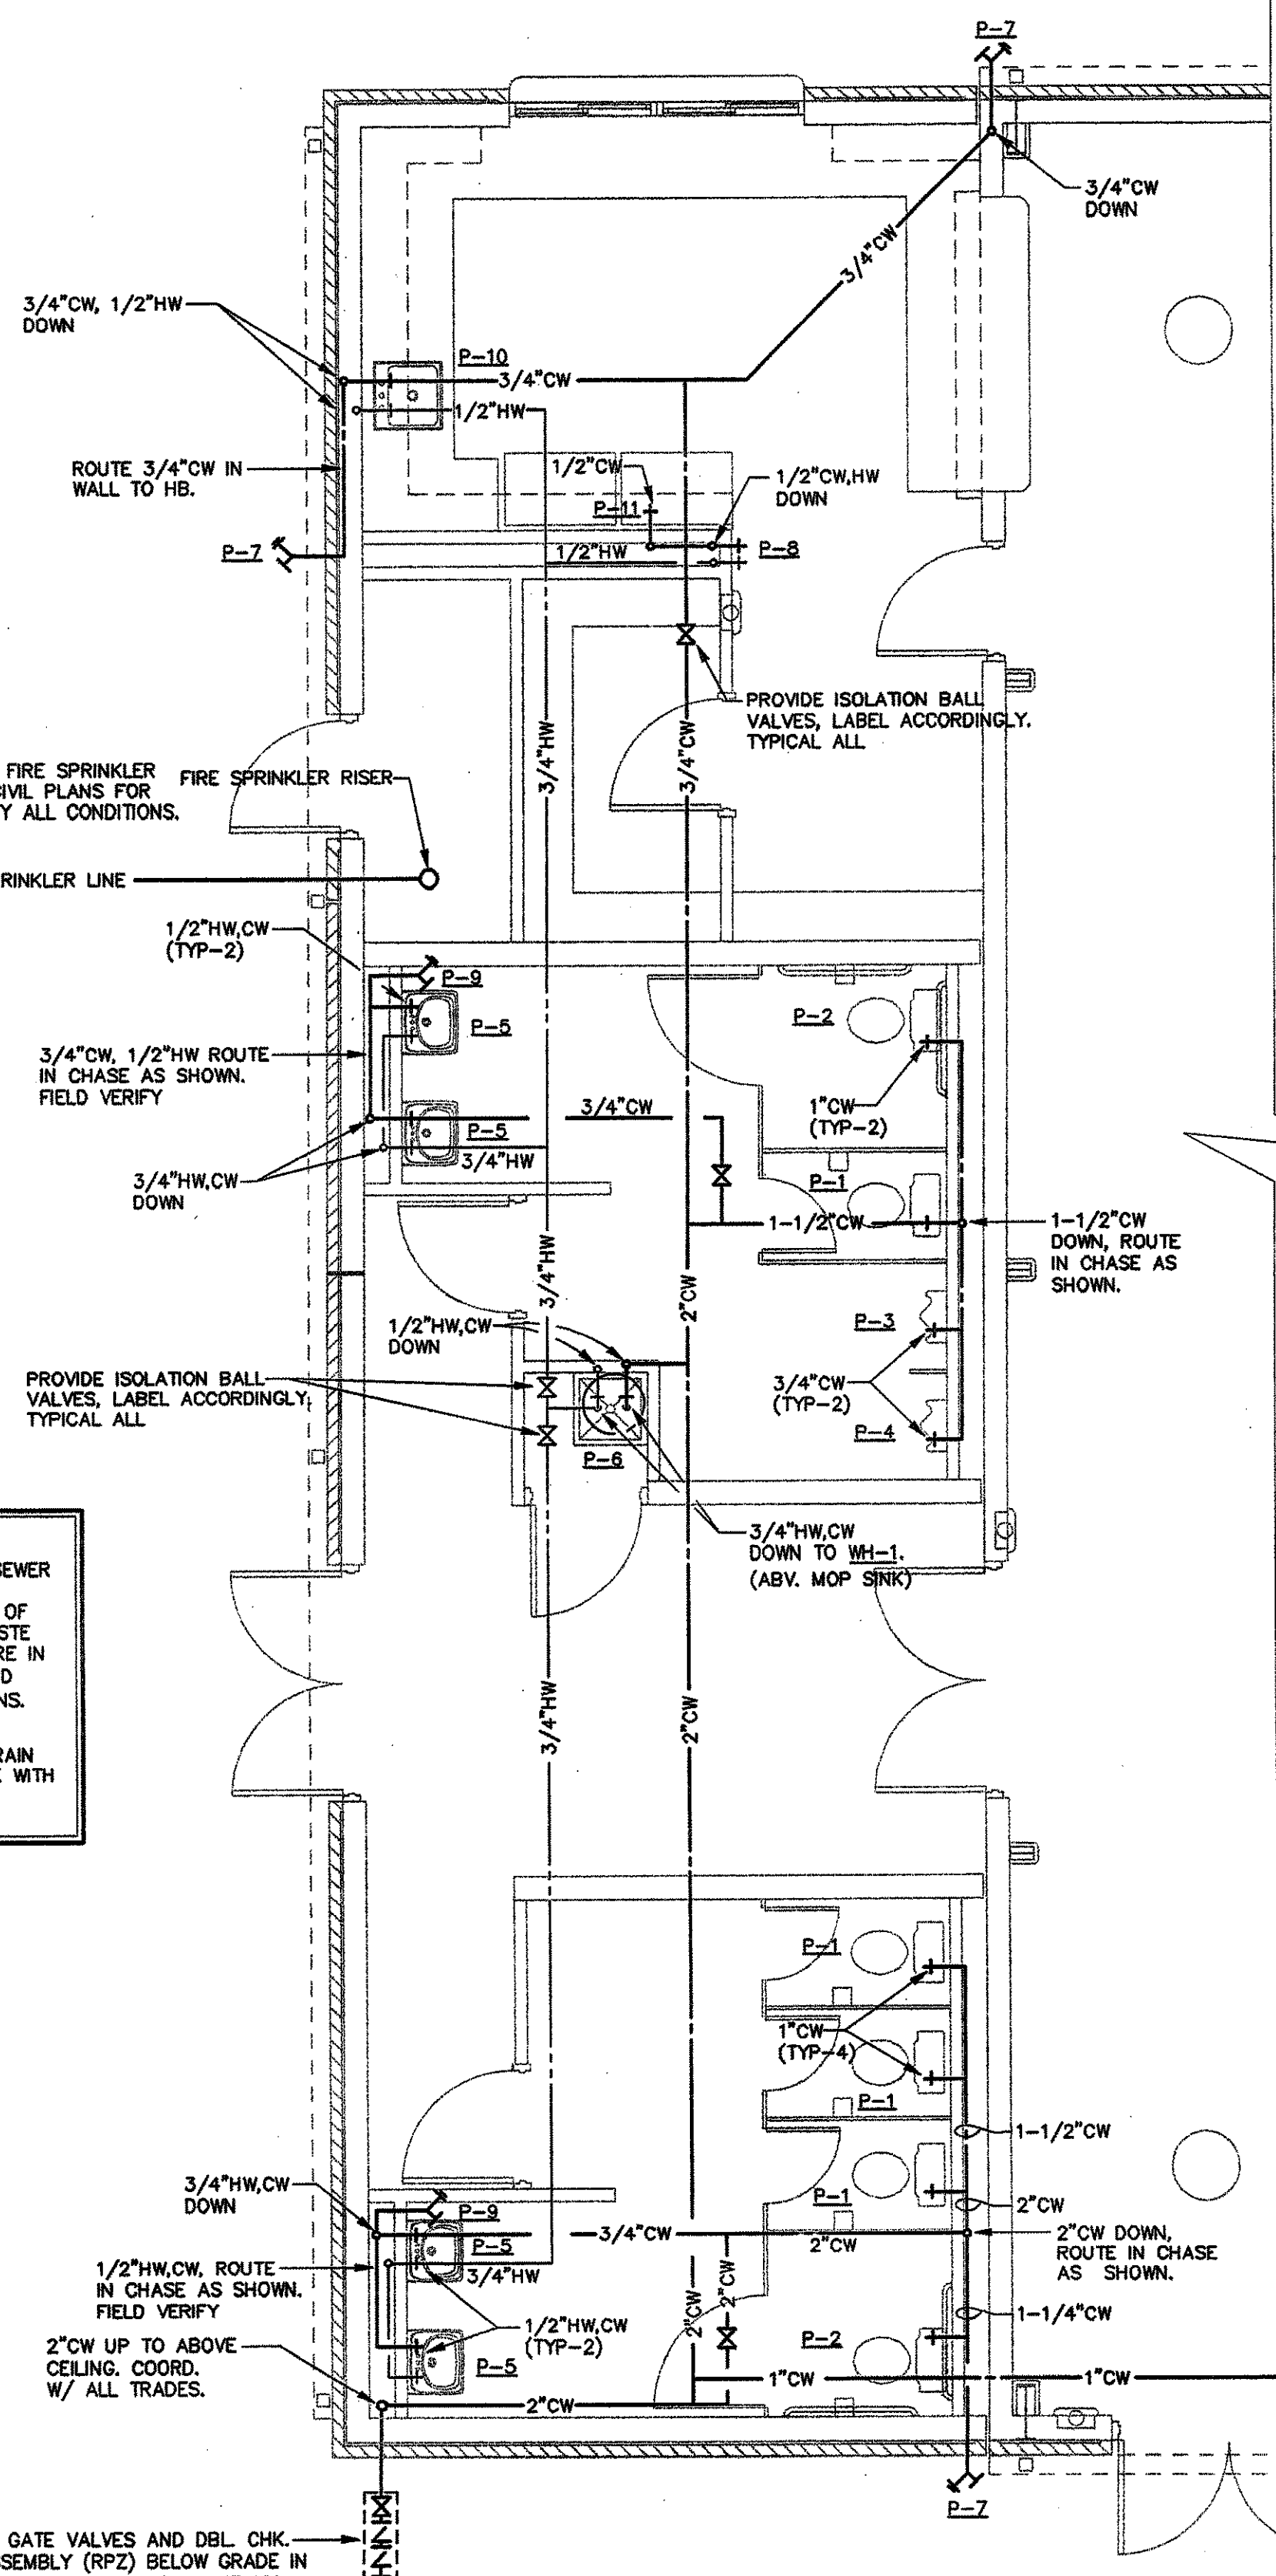 P-7
3/4"CW
DOWN
3/4"CW
3/4"CW, 1/2"HW
DOWN
P-10
3/4"CW
1/2"HW
ROUTE 3/4"CW IN
WALL TO HB.
1/2"CW
P-11
1/2"CW,HW
DOWN
P-7
1/2"HW
P-8
PROVIDE ISOLATION BALL
VALVES, LABEL ACCORDINGLY.
TYPICAL ALL
3/4"HW
3/4"CW
FIRE SPRINKLER
CIVIL PLANS FOR
Y ALL CONDITIONS.
FIRE SPRINKLER RISER
RINKLER LINE
1/2"HW,CW
(TYP-2)
P-9
P-5
P-2
3/4"CW, 1/2"HW ROUTE
IN CHASE AS SHOWN.
FIELD VERIFY
3/4"CW
1"CW
(TYP-2)
P-5
3/4"HW
3/4"HW,CW
DOWN
P-1
1-1/2"CW
1-1/2"CW
DOWN, ROUTE
IN CHASE AS
SHOWN.
3/4"HW
2"CW
1/2"HW,CW
DOWN
P-3
PROVIDE ISOLATION BALL
VALVES, LABEL ACCORDINGLY,
TYPICAL ALL
3/4"CW
(TYP-2)
P-4
P-6
3/4"HW,CW
DOWN TO WH-1.
(ABV. MOP SINK)
SEWER
OF
STE
RE IN
D
NS.
RAIN
WITH
3/4"HW
2"CW
P-1
1"CW
(TYP-4)
P-1
1-1/2"CW
3/4"HW,CW
DOWN
P-9
P-1
2"CW
P-5
3/4"CW
2"CW
2"CW DOWN,
ROUTE IN CHASE
AS SHOWN.
1/2"HW,CW, ROUTE
IN CHASE AS SHOWN.
FIELD VERIFY
3/4"HW
2"CW
2"CW
1-1/4"CW
1/2"HW,CW
(TYP-2)
P-2
2"CW UP TO ABOVE
CEILING. COORD.
W/ ALL TRADES.
P-5
1"CW
1"CW
2"CW
P-7
GATE VALVES AND DBL. CHK.
SSEMBLY (RPZ) BELOW GRADE IN